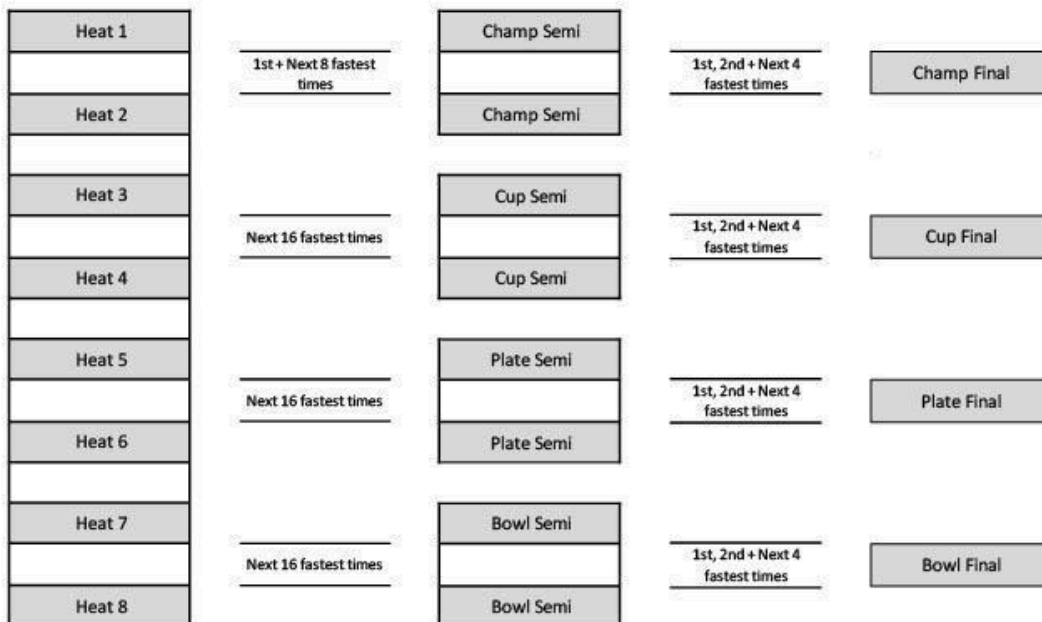 Heat 1
Champ Semi
1st + Next 8 fastest
times
1st, 2nd + Next 4
fastest times
Champ Final
Heat 2
Champ Semi
Heat 3
Cup Semi
Next 16 fastest times
1st, 2nd + Next 4
fastest times
Cup Final
Heat 4
Cup Semi
Heat 5
Plate Semi
Next 16 fastest times
1st, 2nd + Next 4
fastest times
Plate Final
Heat 6
Plate Semi
Heat 7
Bowl Semi
Next 16 fastest times
1st, 2nd + Next 4
fastest times
Bowl Final
Heat 8
Bowl Semi